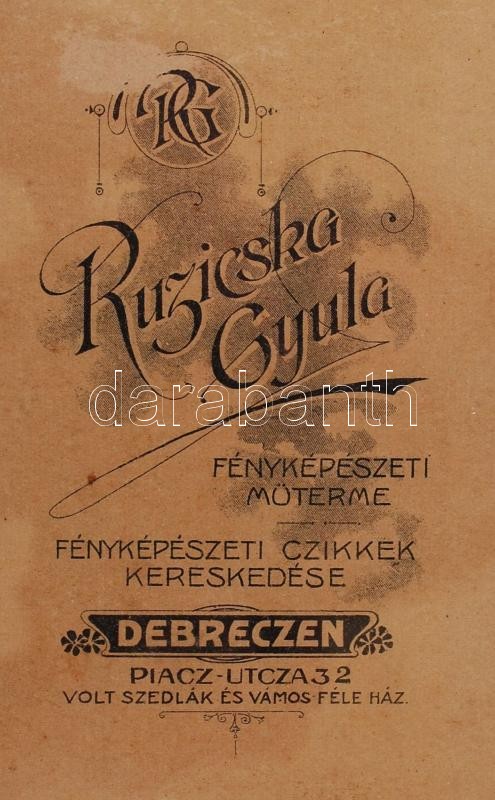 RG
Ruzicska
Gyula
darabanth
FÉNYKÉPÉSZETI
MŰTERME
FÉNYKÉPÉSZETI CZIKKEK
KERESKEDÉSE
DEBRECZEN
PIACZ-UTCZA 32
VOLT SZEDLÁK ÉS VÁMOS-FÉLE HÁZ.